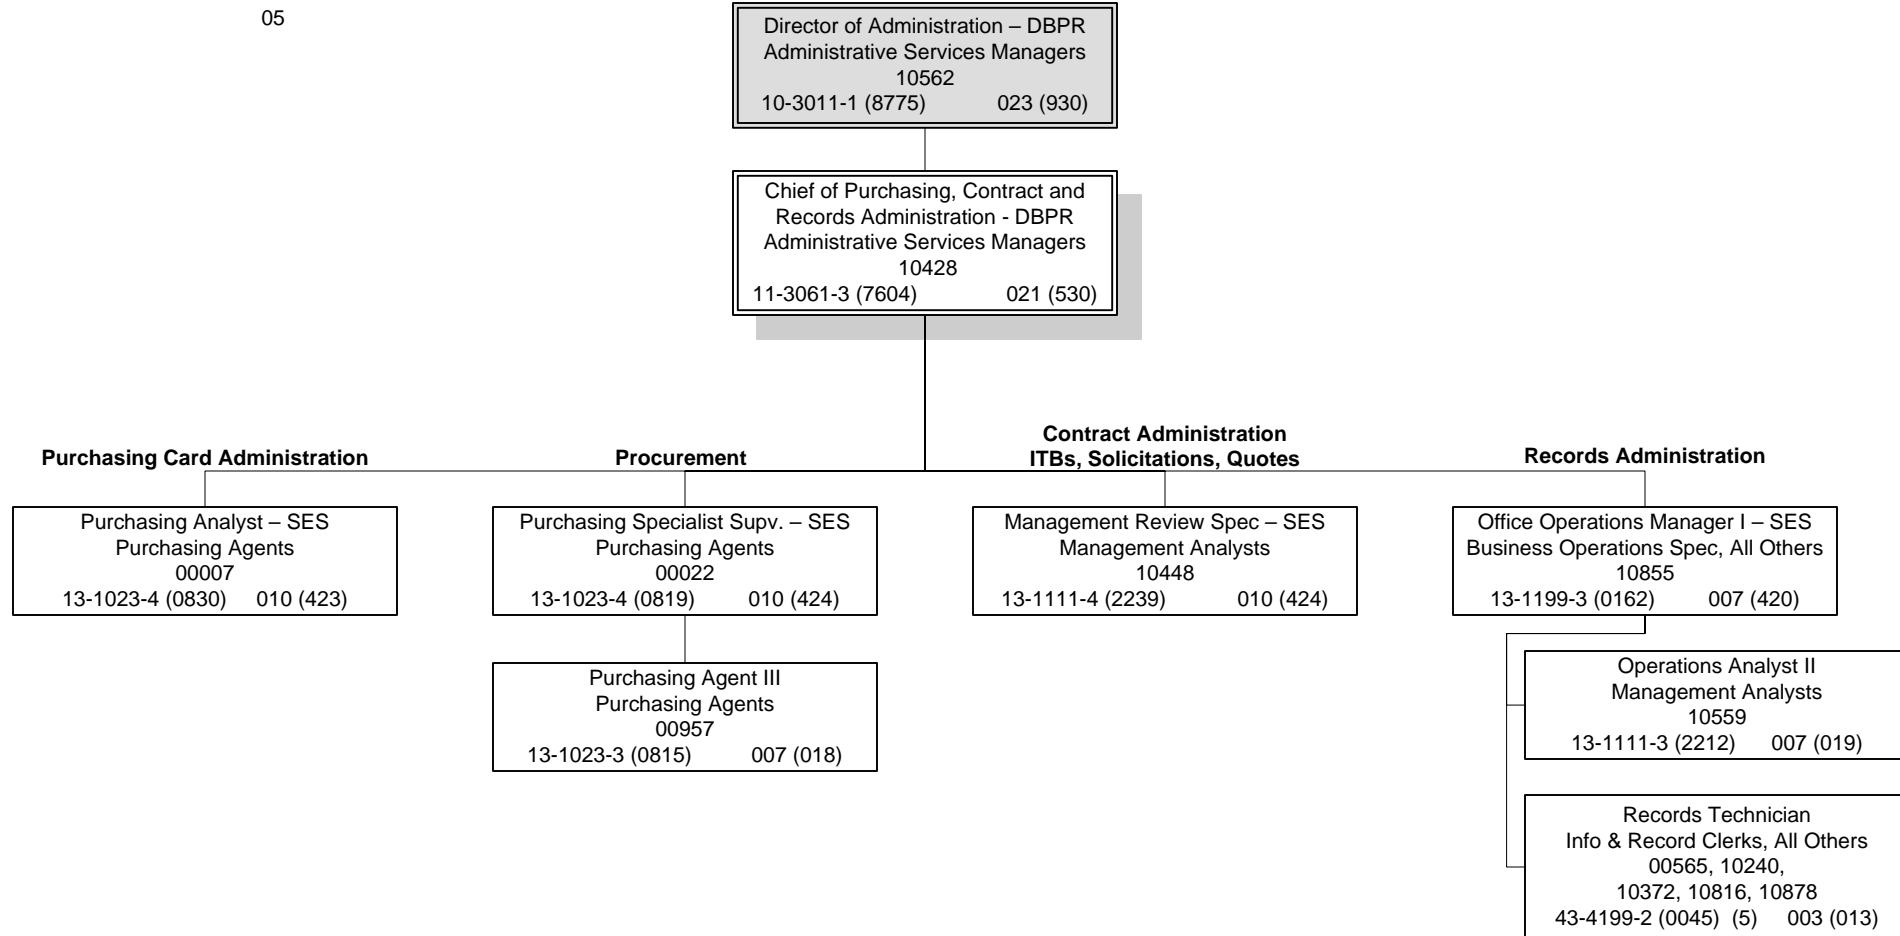 05
Director of Administration – DBPR
Administrative Services Managers
10562
10-3011-1 (8775) 023 (930)
Chief of Purchasing, Contract and
Records Administration - DBPR
Administrative Services Managers
10428
11-3061-3 (7604) 021 (530)
Purchasing Card Administration
Purchasing Analyst – SES
Purchasing Agents
00007
13-1023-4 (0830) 010 (423)
Procurement
Purchasing Specialist Supv. – SES
Purchasing Agents
00022
13-1023-4 (0819) 010 (424)
Purchasing Agent III
Purchasing Agents
00957
13-1023-3 (0815) 007 (018)
Contract Administration
ITBs, Solicitations, Quotes
Management Review Spec – SES
Management Analysts
10448
13-1111-4 (2239) 010 (424)
Records Administration
Office Operations Manager I – SES
Business Operations Spec, All Others
10855
13-1199-3 (0162) 007 (420)
Operations Analyst II
Management Analysts
10559
13-1111-3 (2212) 007 (019)
Records Technician
Info & Record Clerks, All Others
00565, 10240,
10372, 10816, 10878
43-4199-2 (0045) (5) 003 (013)